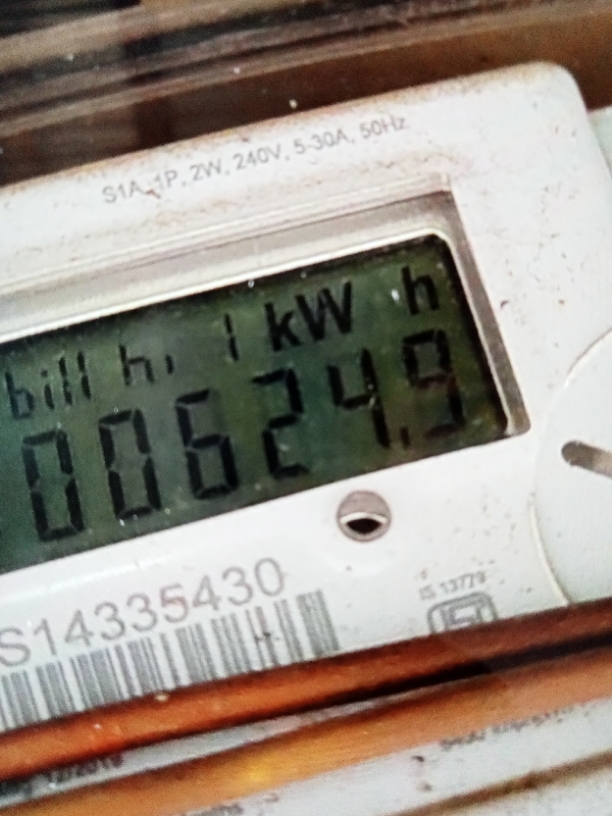 S1A, 1P, 2W, 240V, 5-30A, 50Hz
bill h, 1 kW h
00624.9
S14335430
IS 13779